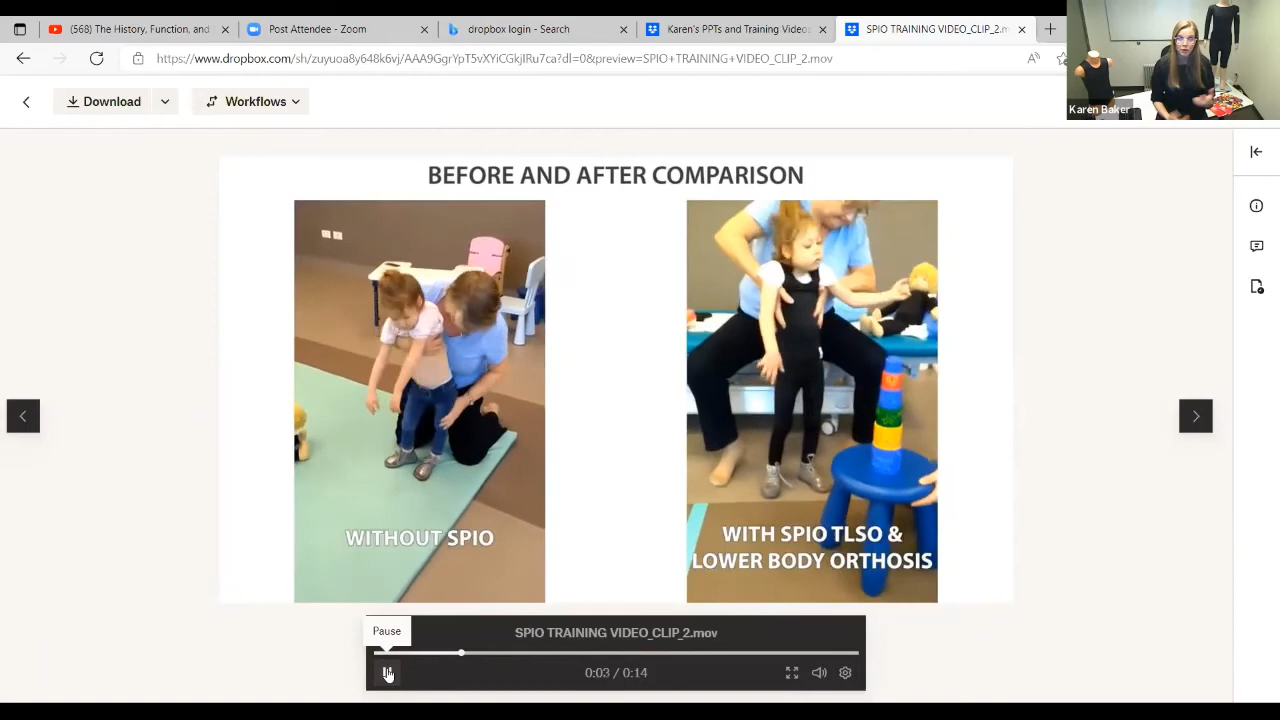 (568) The History, Function, and
Post Attendee - Zoom
dropbox login - Search
Karen's PPTs and Training Videos
SPIO TRAINING VIDEO_CLIP_2.m
https://www.dropbox.com/sh/zuyuoa8y648k6vj/AAA9GgrYpT5YYiCGkjIRu7ca?dl=0&preview=SPIO+TRAINING+VIDEO_CLIP_2.mov
Download
Workflows
Karen Baker
BEFORE AND AFTER COMPARISON
WITHOUT SPIO
WITH SPIO TLSO &
LOWER BODY ORTHOSIS
Pause
SPIO TRAINING VIDEO_CLIP_2.mov
0:03 / 0:14